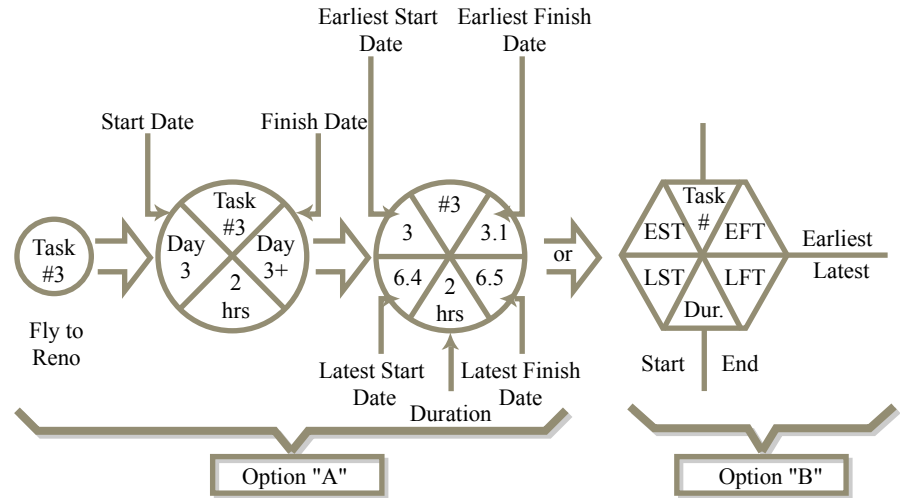 Earliest Start
Date
Earliest Finish
Date
Start Date
Finish Date
Task
#3
Fly to
Reno
Task
#3
Day
3
Day
3+
2
hrs
#3
3
3.1
6.4
6.5
2
hrs
Latest Start
Date
Duration
Latest Finish
Date
or
Task
#
EST
EFT
LST
LFT
Dur.
Earliest
Latest
Start
End
Option "A"
Option "B"